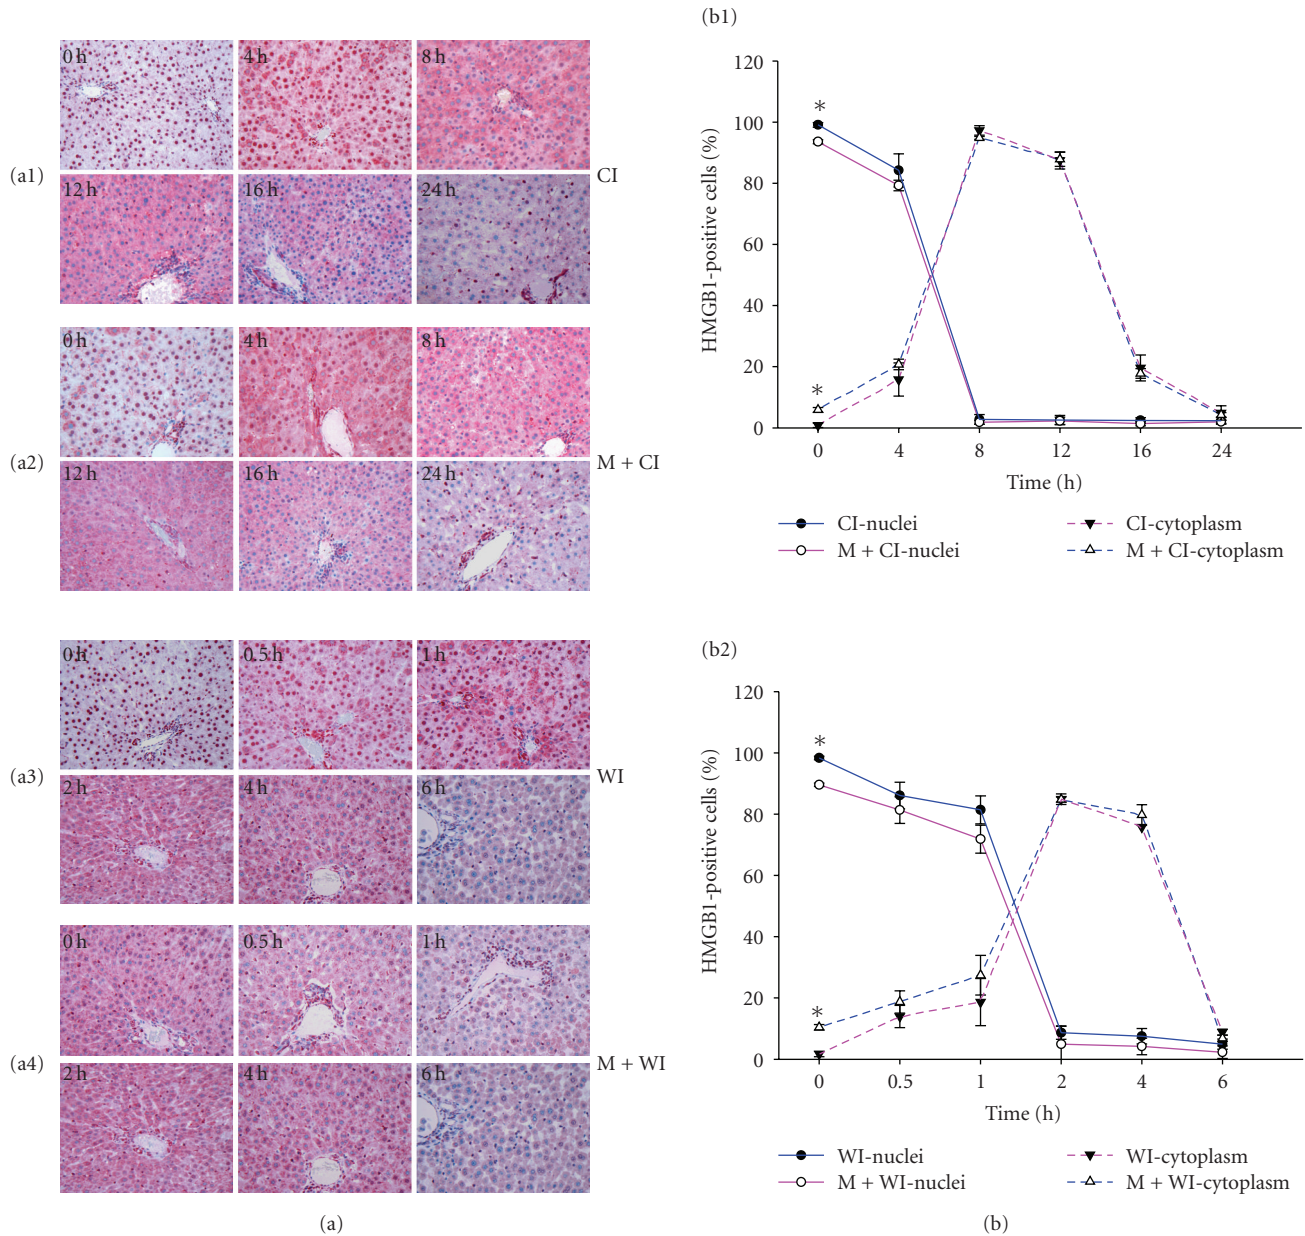 0 h 4 h 8 h
(a1) CI
12 h 16 h 24 h
0 h 4 h 8 h
(a2) M + CI
12 h 16 h 24 h
0 h 0.5 h 1 h
(a3) WI
2 h 4 h 6 h
0 h 0.5 h 1 h
(a4) M + WI
2 h 4 h 6 h
(a)
(b1)
HMGB1-positive cells (%)
120
100
80
60
40
20
0
*
*
0 4 8 12 16 24
Time (h)
CI-nuclei CI-cytoplasm
M + CI-nuclei M + CI-cytoplasm
(b2)
HMGB1-positive cells (%)
120
100
80
60
40
20
0
*
*
0 0.5 1 2 4 6
Time (h)
WI-nuclei WI-cytoplasm
M + WI-nuclei M + WI-cytoplasm
(b)